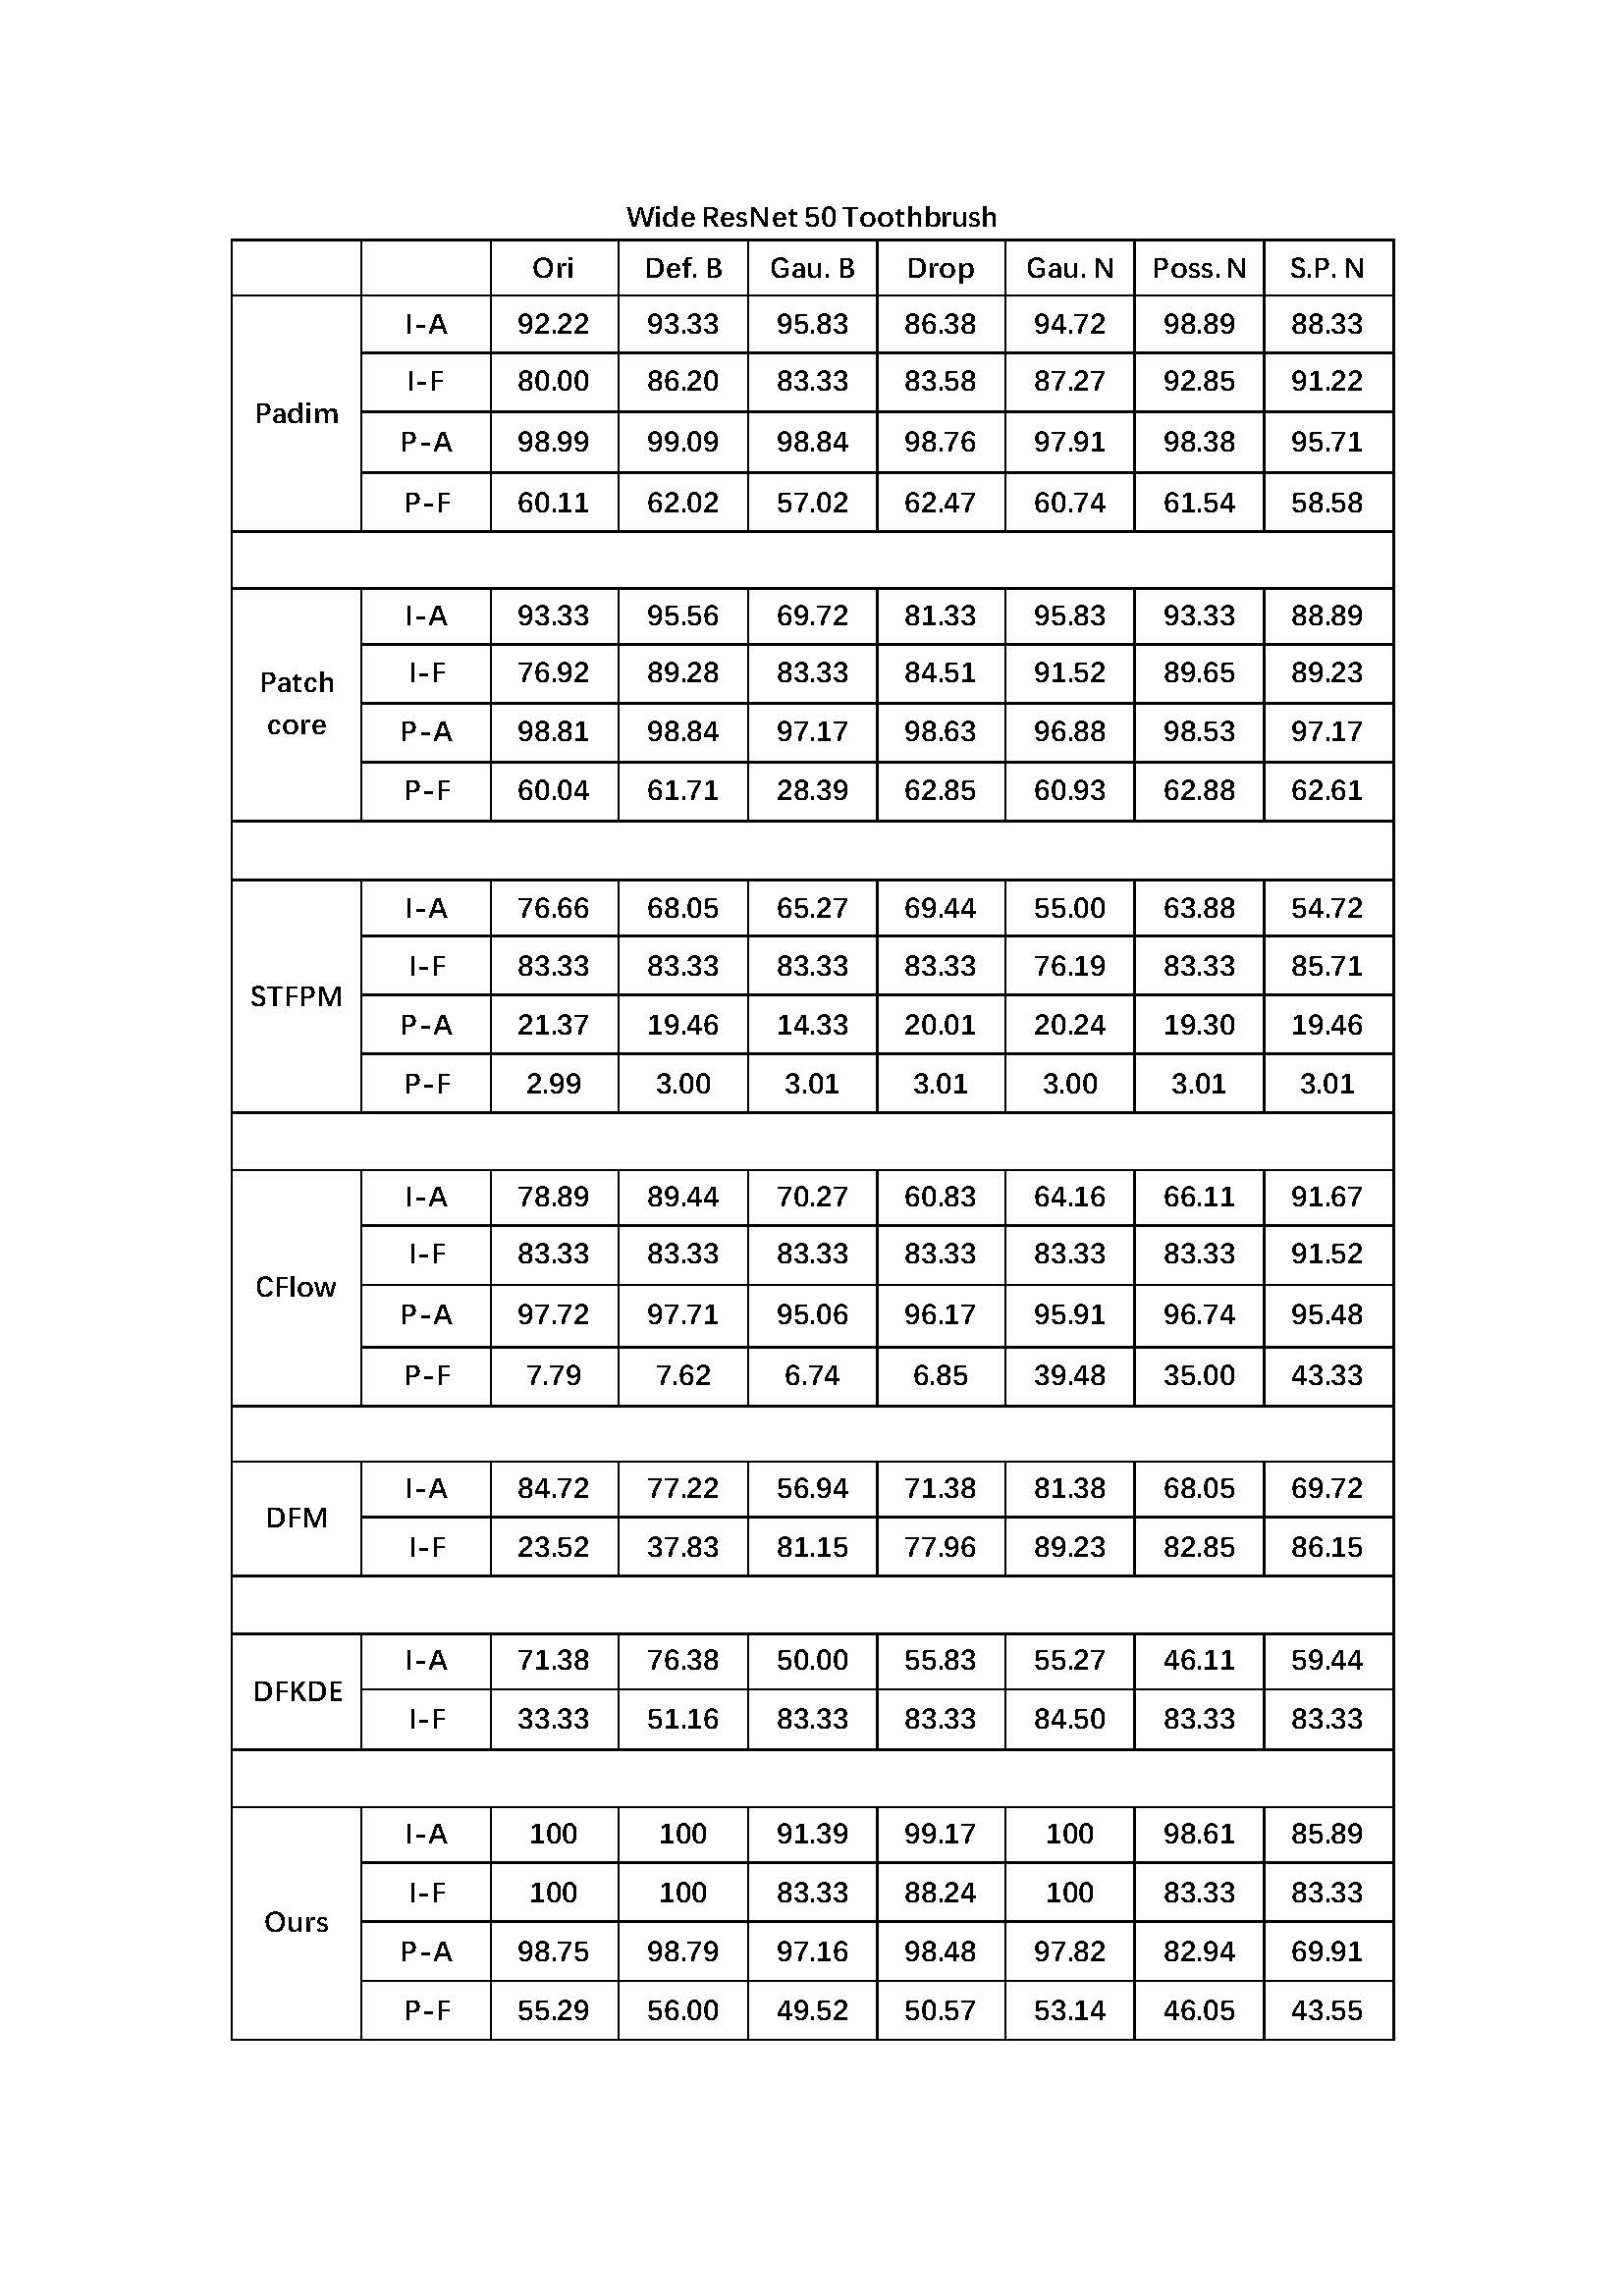 Wide ResNet 50 Toothbrush
Ori Def. B Gau. B Drop Gau. N Poss. N S.P. N
Padim
I-A 92.22 93.33 95.83 86.38 94.72 98.89 88.33
I-F 80.00 86.20 83.33 83.58 87.27 92.85 91.22
P-A 98.99 99.09 98.84 98.76 97.91 98.38 95.71
P-F 60.11 62.02 57.02 62.47 60.74 61.54 58.58
Patch
core
I-A 93.33 95.56 69.72 81.33 95.83 93.33 88.89
I-F 76.92 89.28 83.33 84.51 91.52 89.65 89.23
P-A 98.81 98.84 97.17 98.63 96.88 98.53 97.17
P-F 60.04 61.71 28.39 62.85 60.93 62.88 62.61
STFPM
I-A 76.66 68.05 65.27 69.44 55.00 63.88 54.72
I-F 83.33 83.33 83.33 83.33 76.19 83.33 85.71
P-A 21.37 19.46 14.33 20.01 20.24 19.30 19.46
P-F 2.99 3.00 3.01 3.01 3.00 3.01 3.01
CFlow
I-A 78.89 89.44 70.27 60.83 64.16 66.11 91.67
I-F 83.33 83.33 83.33 83.33 83.33 83.33 91.52
P-A 97.72 97.71 95.06 96.17 95.91 96.74 95.48
P-F 7.79 7.62 6.74 6.85 39.48 35.00 43.33
DFM
I-A 84.72 77.22 56.94 71.38 81.38 68.05 69.72
I-F 23.52 37.83 81.15 77.96 89.23 82.85 86.15
DFKDE
I-A 71.38 76.38 50.00 55.83 55.27 46.11 59.44
I-F 33.33 51.16 83.33 83.33 84.50 83.33 83.33
Ours
I-A 100 100 91.39 99.17 100 98.61 85.89
I-F 100 100 83.33 88.24 100 83.33 83.33
P-A 98.75 98.79 97.16 98.48 97.82 82.94 69.91
P-F 55.29 56.00 49.52 50.57 53.14 46.05 43.55